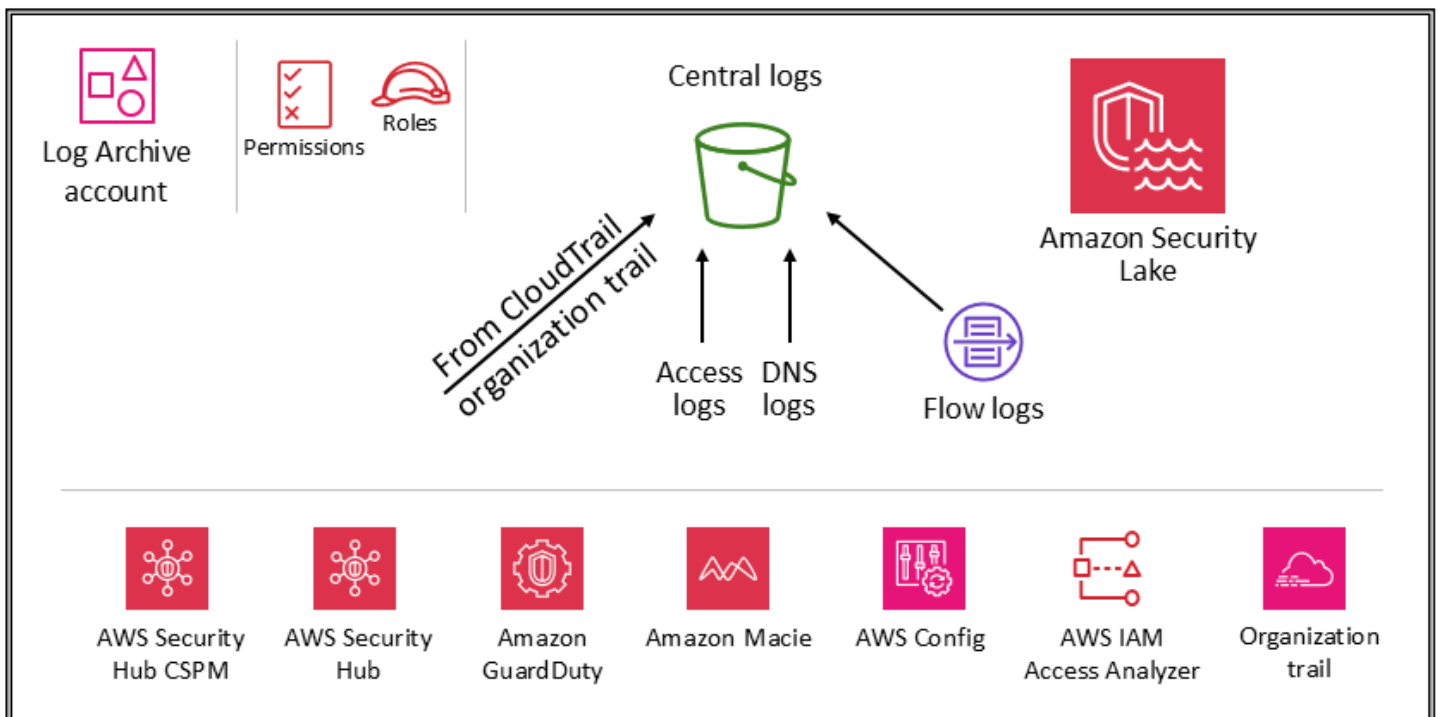 Log Archive
account
Permissions
Roles
Central logs
Amazon Security
Lake
From CloudTrail
organization trail
Access
logs
DNS
logs
Flow logs
AWS Security
Hub CSPM
AWS Security
Hub
Amazon
GuardDuty
Amazon Macie
AWS Config
AWS IAM
Access Analyzer
Organization
trail